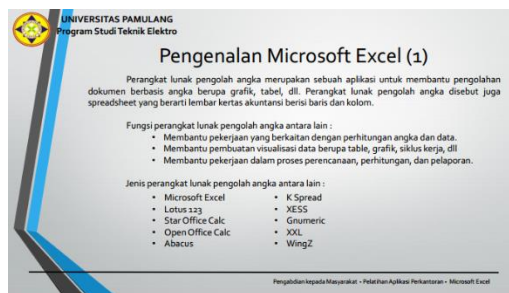 UNIVERSITAS PAMULANG
Program Studi Teknik Elektro
Pengenalan Microsoft Excel (1)
Perangkat lunak pengolah angka merupakan sebuah aplikasi untuk membantu pengolahan
dokumen berbasis angka berupa grafik, tabel, dll. Perangkat lunak pengolah angka disebut juga
spreadsheet yang berarti lembar kertas akuntansi berisi baris dan kolom.
Fungsi perangkat lunak pengolah angka antara lain :
• Membantu pekerjaan yang berkaitan dengan perhitungan angka dan data.
• Membantu pembuatan visualisasi data berupa table, grafik, siklus kerja, dll
• Membantu pekerjaan dalam proses perencanaan, perhitungan, dan pelaporan.
Jenis perangkat lunak pengolah angka antara lain :
• Microsoft Excel
• Lotus 123
• Star Office Calc
• Open Office Calc
• Abacus
• K Spread
• XESS
• Gnumeric
• XXL
• WingZ
Pengabdian kepada Masyarakat • Pelatihan Aplikasi Perkantoran • Microsoft Excel